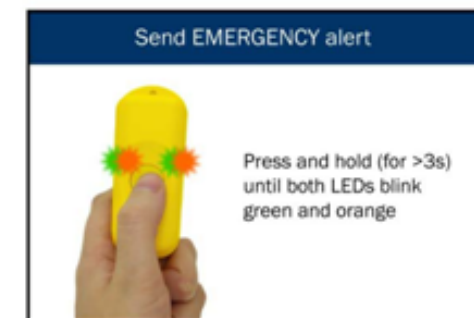 Send EMERGENCY alert
Press and hold (for >3s)
until both LEDs blink
green and orange